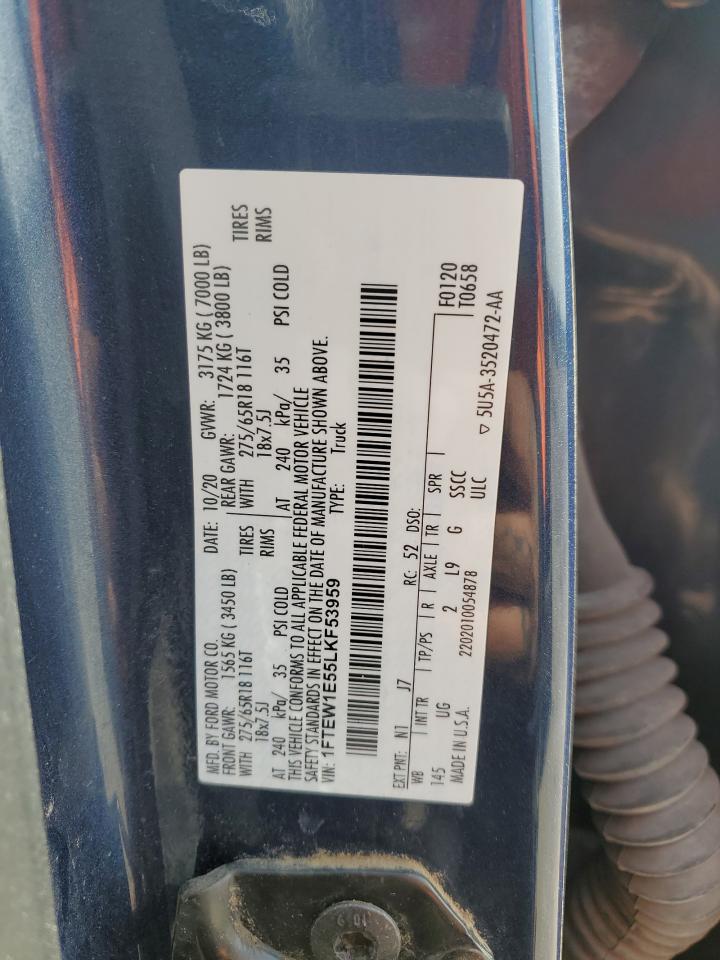 MFD. BY FORD MOTOR CO. DATE: 10/20 GVWR: 3175 KG ( 7000 LB)
FRONT GAWR: 1565 KG ( 3450 LB) REAR GAWR: 1724 KG ( 3800 LB)
WITH 275/65R18 116T TIRES WITH 275/65R18 116T TIRES
18x7.5J RIMS 18x7.5J RIMS
AT 240 kPa/ 35 PSI COLD AT 240 kPa/ 35 PSI COLD
THIS VEHICLE CONFORMS TO ALL APPLICABLE FEDERAL MOTOR VEHICLE
SAFETY STANDARDS IN EFFECT ON THE DATE OF MANUFACTURE SHOWN ABOVE.
VIN: 1FTEW1E55LKF53959 TYPE: Truck
EXT PNT: N1 J7 RC: 52 DSO:
WB INT TR TP/PS R AXLE TR SPR F0120
145 UG 2 L9 G SSCC T0658
MADE IN U.S.A. 2202010054878 ULC ▽ 5U5A-3520472-AA
10.9